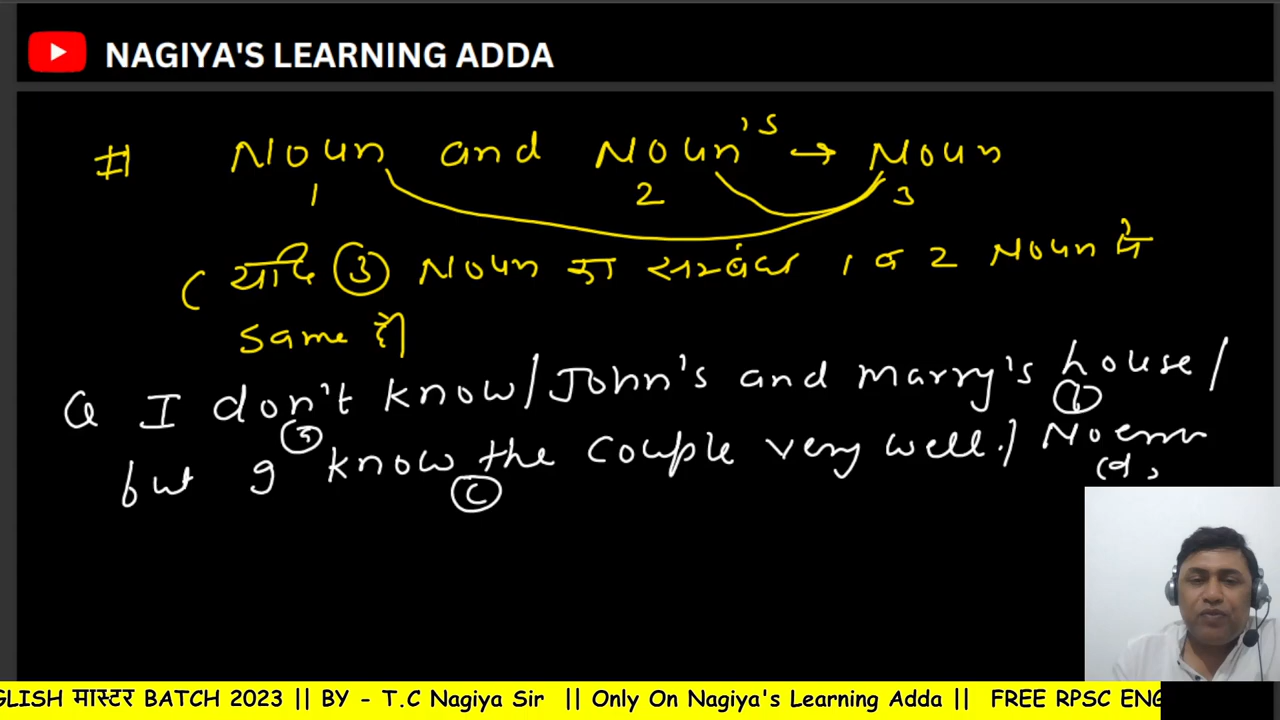 NAGIYA'S LEARNING ADDA
# Noun and Noun's → Noun
1 2 3
( यदि ③ Noun का सम्बंध 1 व 2 Noun से
same हो
Q I don't know/John's and marry's house/
(a) (b)
but I know the couple very well./ No error
(c) (d)
GLISH मास्टर BATCH 2023 || BY - T.C Nagiya Sir || Only On Nagiya's Learning Adda || FREE RPSC ENG